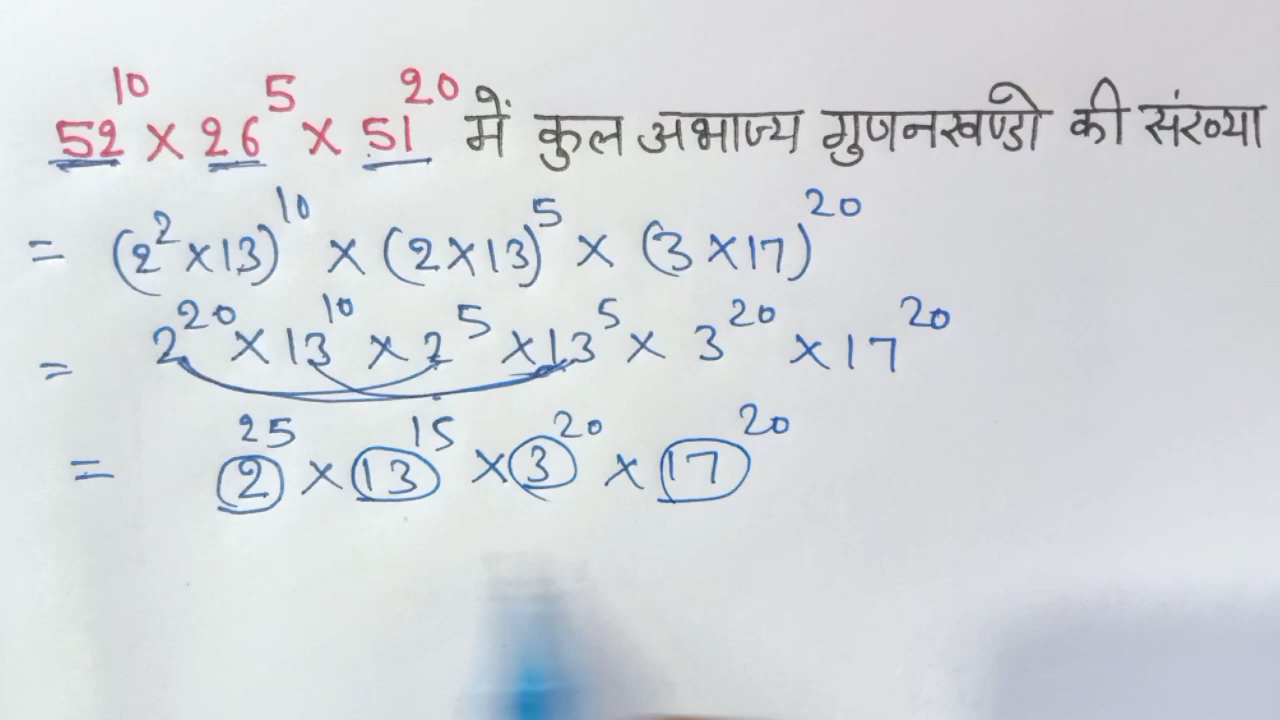 52^10 × 26^5 × 51^20 में कुल अभाज्य गुणनखण्डो की संख्या
= (2^2 × 13)^10 × (2 × 13)^5 × (3 × 17)^20
= 2^20 × 13^10 × 2^5 × 13^5 × 3^20 × 17^20
= 2^25 × 13^15 × 3^20 × 17^20